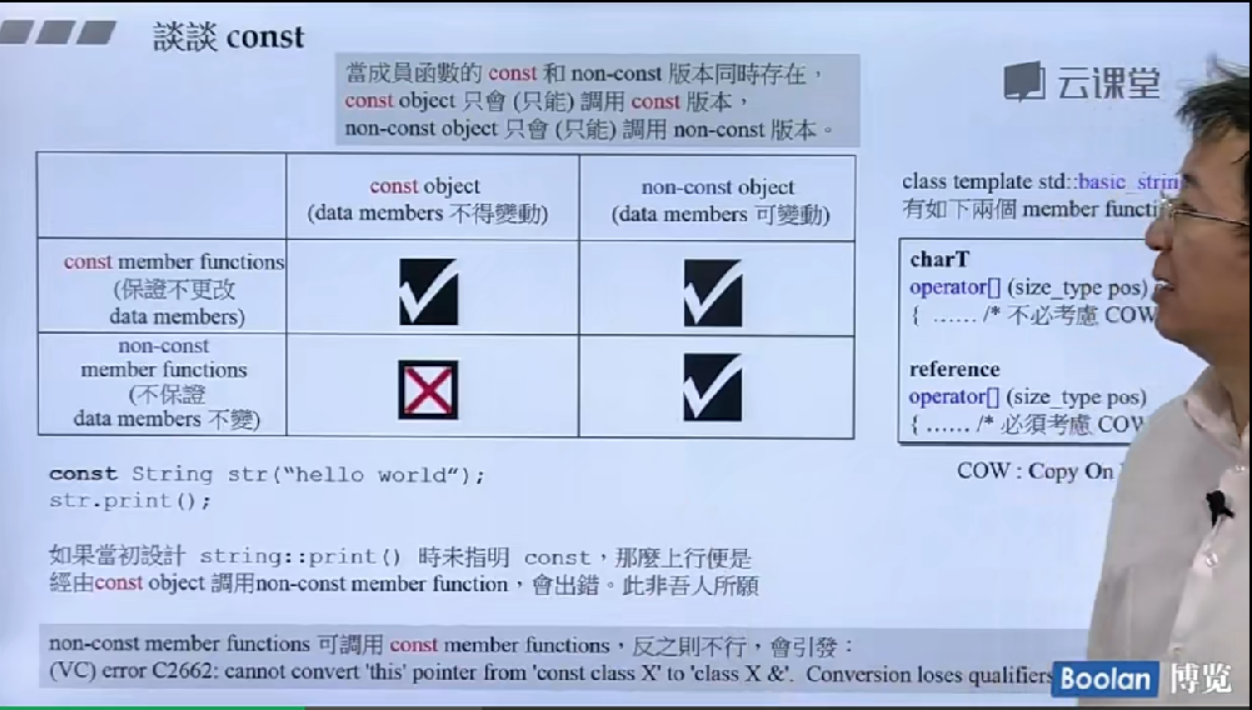 談談 const
當成員函數的 const 和 non-const 版本同時存在，
const object 只會 (只能) 調用 const 版本，
non-const object 只會 (只能) 調用 non-const 版本。
云课堂
const object
(data members 不得變動)
non-const object
(data members 可變動)
const member functions
(保證不更改
data members)
non-const
member functions
(不保證
data members 不變)
class template std::basic_strin
有如下兩個 member functi
charT
operator[] (size_type pos)
{ ...... /* 不必考慮 COW
reference
operator[] (size_type pos)
{ ...... /* 必須考慮 COW
COW : Copy On
const String str(“hello world“);
str.print();
如果當初設計 string::print() 時未指明 const，那麼上行便是
經由const object 調用non-const member function，會出錯。此非吾人所願
non-const member functions 可調用 const member functions，反之則不行，會引發：
(VC) error C2662: cannot convert 'this' pointer from 'const class X' to 'class X &'. Conversion loses qualifiers
Boolan 博览